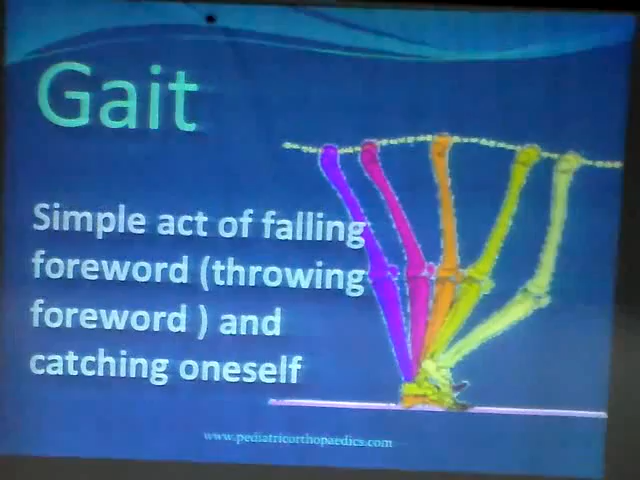 Gait
Simple act of falling
foreword (throwing
foreword ) and
catching oneself
www.pediatricorthopaedics.com